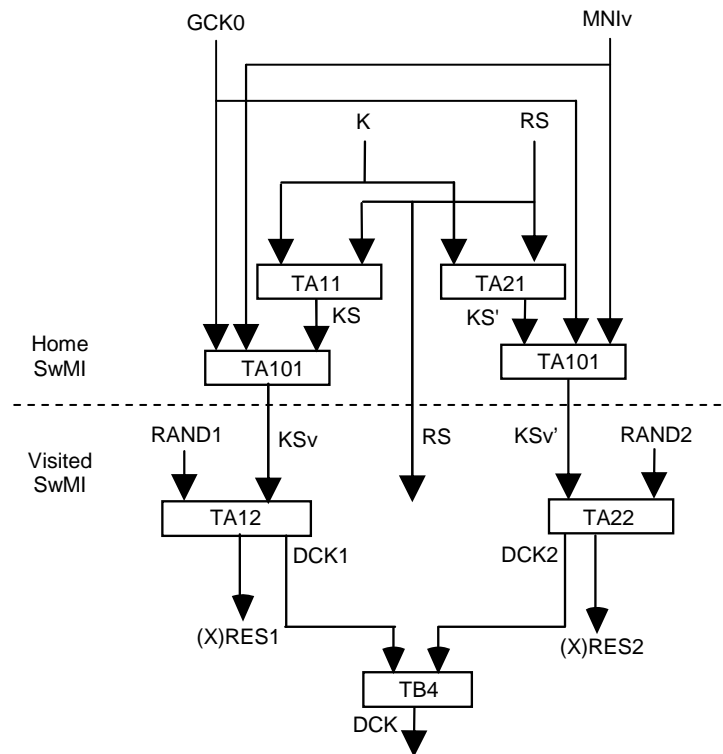 GCK0
MNIv
K
RS
TA11
TA21
KS
KS'
Home
SwMI
TA101
TA101
RAND1
KSv
RS
KSv’
RAND2
Visited
SwMI
TA12
TA22
DCK1
DCK2
(X)RES1
(X)RES2
TB4
DCK